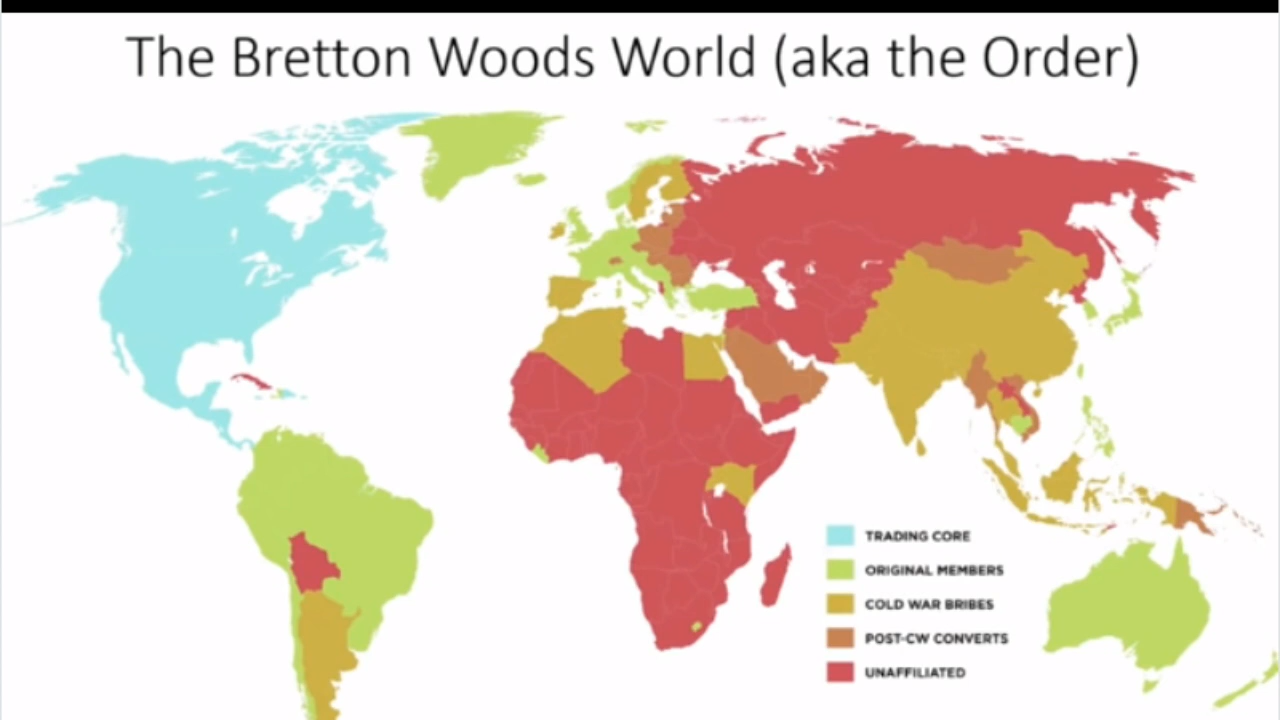 The Bretton Woods World (aka the Order)
TRADING CORE
ORIGINAL MEMBERS
COLD WAR BRIBES
POST-CW CONVERTS
UNAFFILIATED